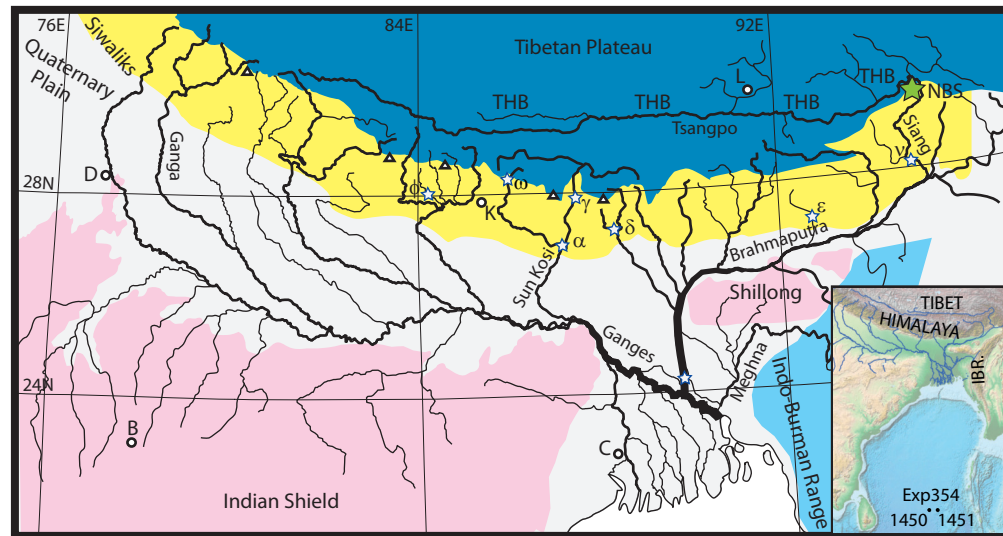 76E
84E
92E
Siwaliks
Quaternary
Plain
Tibetan Plateau
L
THB
NBS
THB
THB
THB
Tsangpo
Siang
Ganga
D
28N
ϕ
K
ω
γ
δ
α
ν
ε
Sun Kosi
Brahmaputra
Shillong
Ganges
Meghna
24N
B
C
Indian Shield
Indo-Burman Range
TIBET
HIMALAYA
IBR.
Exp354
1450
1451